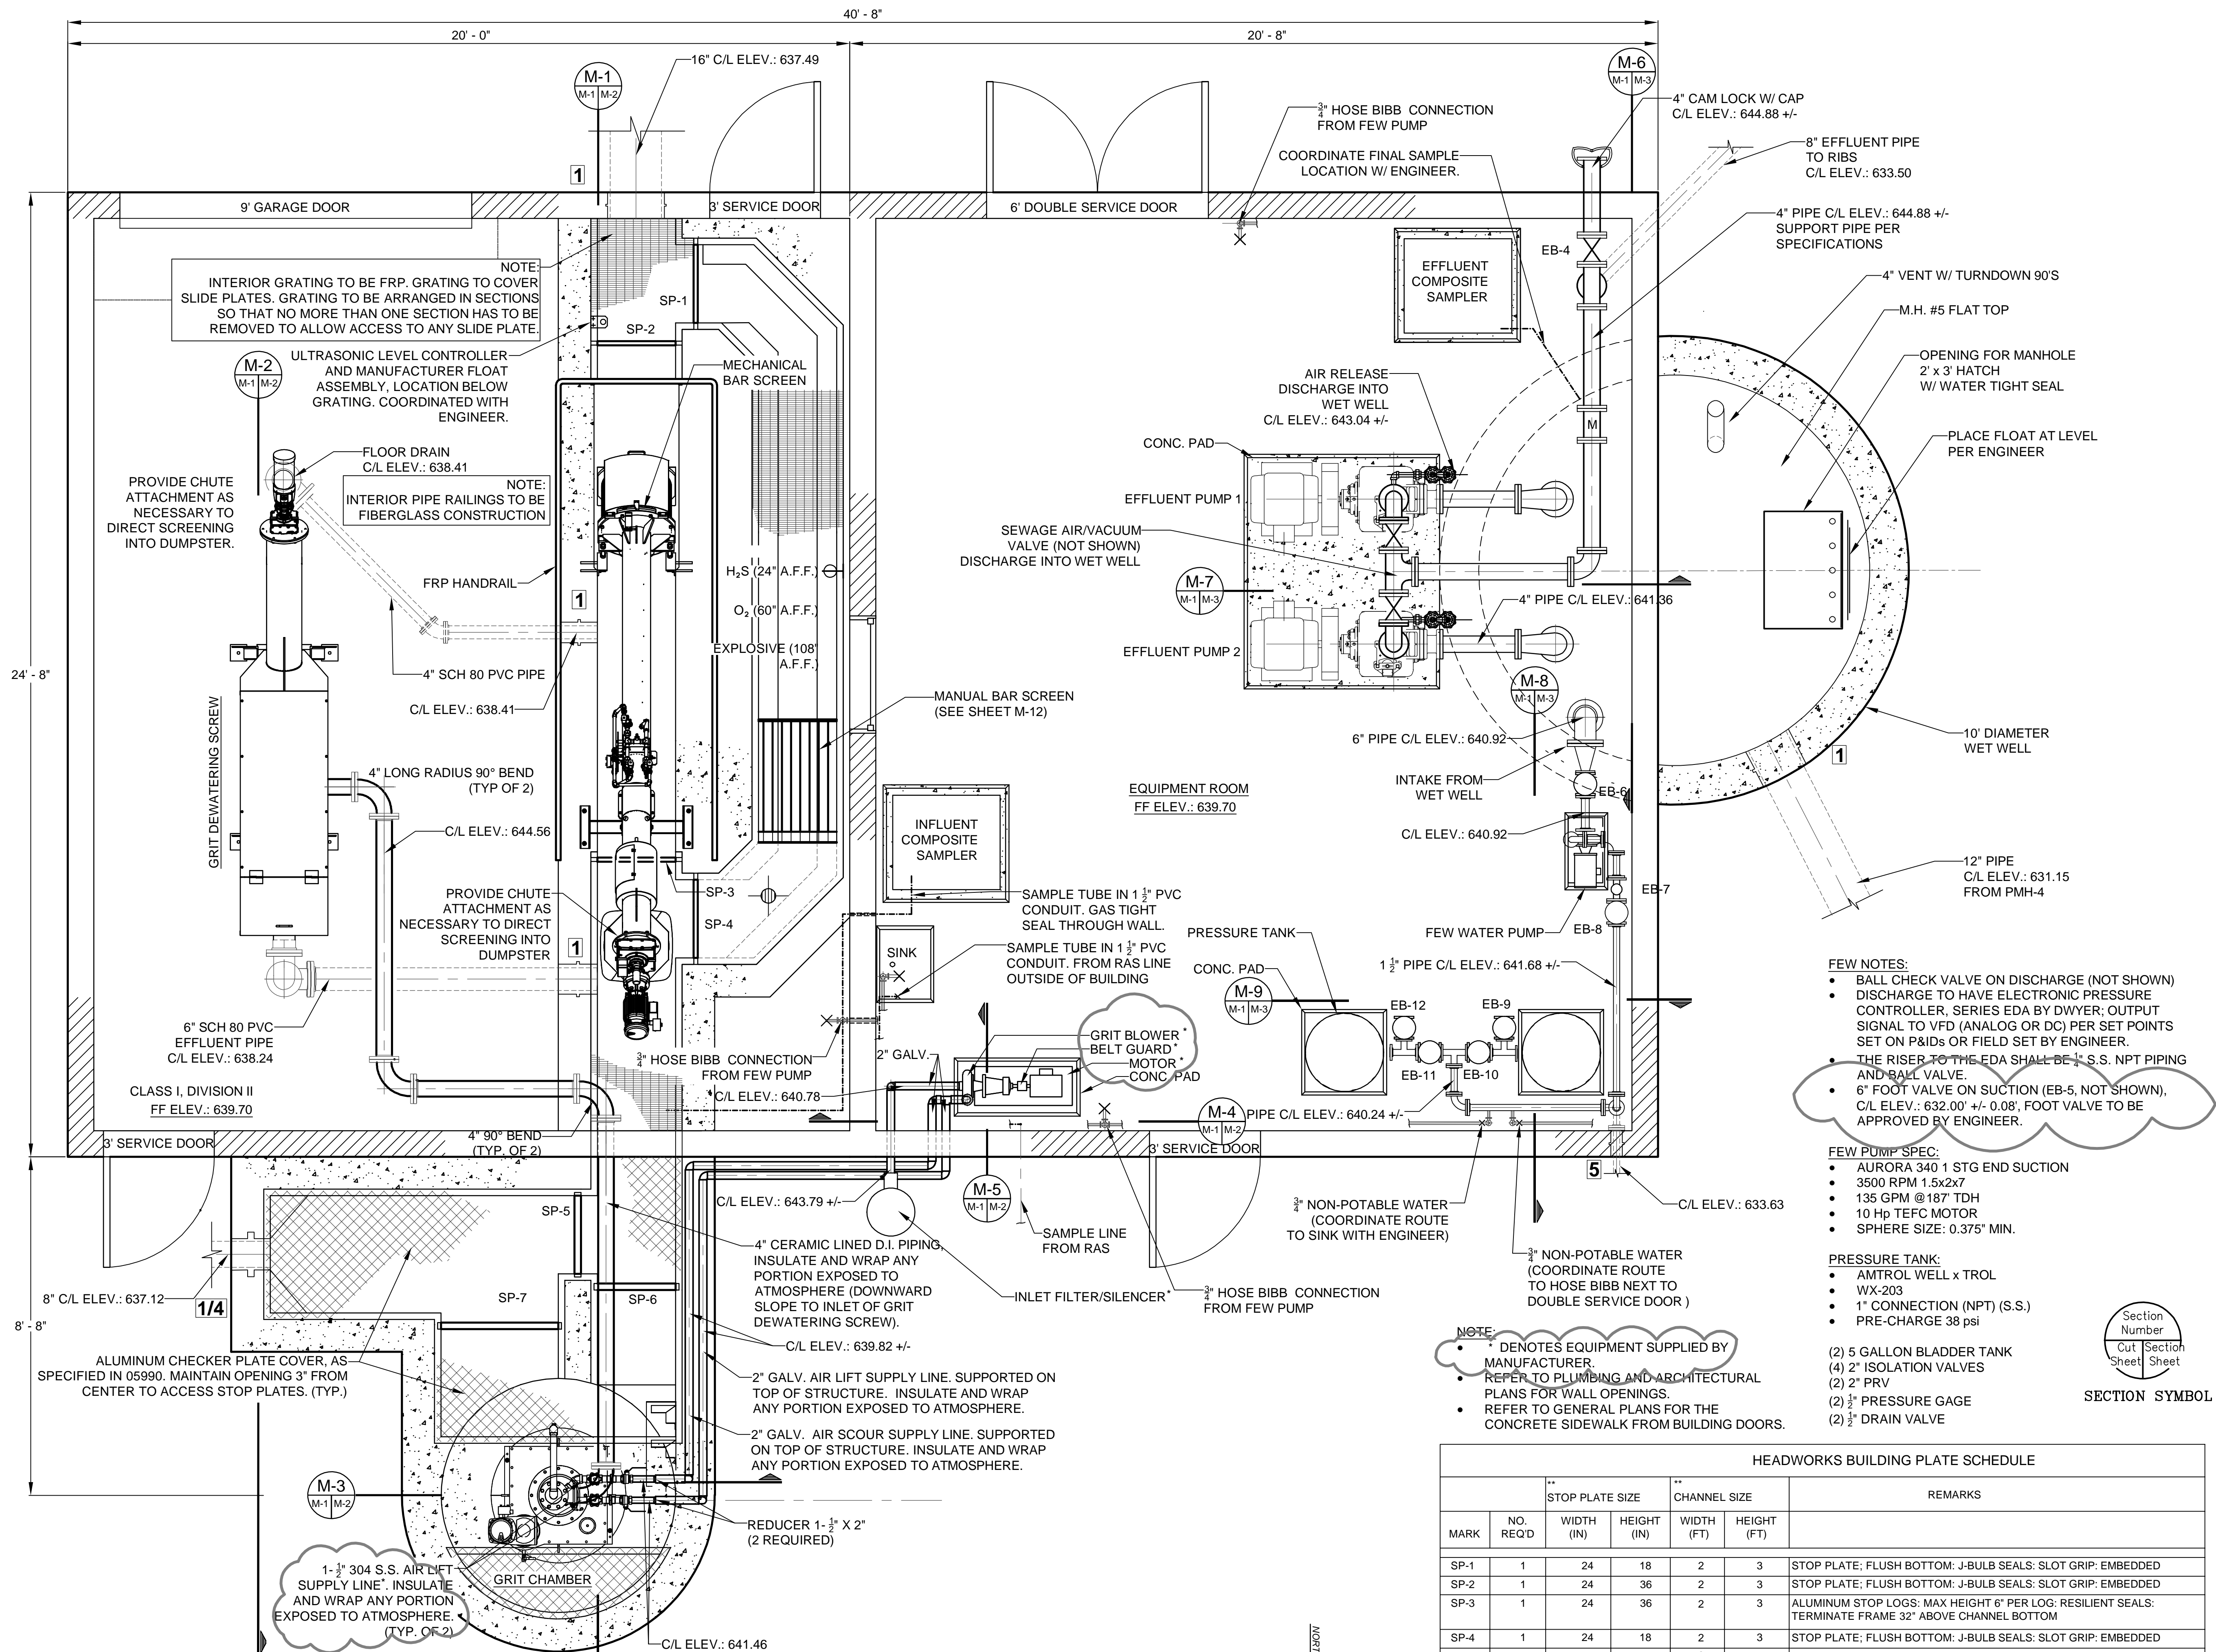 40' - 8"
20' - 0"
20' - 8"
16" C/L ELEV.: 637.49
M-1
M-1 M-2
M-6
M-1 M-3
4" CAM LOCK W/ CAP
C/L ELEV.: 644.88 +/-
3/4" HOSE BIBB CONNECTION
FROM FEW PUMP
COORDINATE FINAL SAMPLE
LOCATION W/ ENGINEER.
8" EFFLUENT PIPE
TO RIBS
C/L ELEV.: 633.50
1
9' GARAGE DOOR
3' SERVICE DOOR
6' DOUBLE SERVICE DOOR
4" PIPE C/L ELEV.: 644.88 +/-
SUPPORT PIPE PER
SPECIFICATIONS
EB-4
NOTE:
INTERIOR GRATING TO BE FRP. GRATING TO COVER
SLIDE PLATES. GRATING TO BE ARRANGED IN SECTIONS
SO THAT NO MORE THAN ONE SECTION HAS TO BE
REMOVED TO ALLOW ACCESS TO ANY SLIDE PLATE.
SP-1
SP-2
EFFLUENT
COMPOSITE
SAMPLER
4" VENT W/ TURNDOWN 90'S
M.H. #5 FLAT TOP
OPENING FOR MANHOLE
2' x 3' HATCH
W/ WATER TIGHT SEAL
M-2
M-1 M-2
ULTRASONIC LEVEL CONTROLLER
AND MANUFACTURER FLOAT
ASSEMBLY, LOCATION BELOW
GRATING. COORDINATED WITH
ENGINEER.
MECHANICAL
BAR SCREEN
AIR RELEASE
DISCHARGE INTO
WET WELL
C/L ELEV.: 643.04 +/-
M
CONC. PAD
PLACE FLOAT AT LEVEL
PER ENGINEER
FLOOR DRAIN
C/L ELEV.: 638.41
PROVIDE CHUTE
ATTACHMENT AS
NECESSARY TO
DIRECT SCREENING
INTO DUMPSTER.
NOTE:
INTERIOR PIPE RAILINGS TO BE
FIBERGLASS CONSTRUCTION
EFFLUENT PUMP 1
SEWAGE AIR/VACUUM
VALVE (NOT SHOWN)
DISCHARGE INTO WET WELL
FRP HANDRAIL
H₂S (24" A.F.F.)
O₂ (60" A.F.F.)
EXPLOSIVE (108"
A.F.F.)
1
M-7
M-1 M-3
4" PIPE C/L ELEV.: 641.36
EFFLUENT PUMP 2
24' - 8"
4" SCH 80 PVC PIPE
C/L ELEV.: 638.41
MANUAL BAR SCREEN
(SEE SHEET M-12)
M-8
M-1 M-3
6" PIPE C/L ELEV.: 640.92
10' DIAMETER
WET WELL
1
GRIT DEWATERING SCREW
4" LONG RADIUS 90° BEND
(TYP OF 2)
INTAKE FROM
WET WELL
EB-6
EQUIPMENT ROOM
FF ELEV.: 639.70
C/L ELEV.: 644.56
INFLUENT
COMPOSITE
SAMPLER
C/L ELEV.: 640.92
12" PIPE
C/L ELEV.: 631.15
FROM PMH-4
SP-3
SP-4
PROVIDE CHUTE
ATTACHMENT AS
NECESSARY TO DIRECT
SCREENING INTO
DUMPSTER
SAMPLE TUBE IN 1 1/2" PVC
CONDUIT. GAS TIGHT
SEAL THROUGH WALL.
EB-7
EB-8
FEW WATER PUMP
1
SINK
SAMPLE TUBE IN 1 1/2" PVC
CONDUIT. FROM RAS LINE
OUTSIDE OF BUILDING
PRESSURE TANK
CONC. PAD
1 1/2" PIPE C/L ELEV.: 641.68 +/-
M-9
M-1 M-3
EB-12
EB-9
EB-11
EB-10
6" SCH 80 PVC
EFFLUENT PIPE
C/L ELEV.: 638.24
3/4" HOSE BIBB CONNECTION
FROM FEW PUMP
2" GALV.
GRIT BLOWER*
BELT GUARD*
MOTOR*
CONC. PAD
C/L ELEV.: 640.78
CLASS I, DIVISION II
FF ELEV.: 639.70
M-4
M-1 M-2
PIPE C/L ELEV.: 640.24 +/-
3' SERVICE DOOR
4" 90° BEND
(TYP. OF 2)
3' SERVICE DOOR
5
C/L ELEV.: 633.63
FEW NOTES:
• BALL CHECK VALVE ON DISCHARGE (NOT SHOWN)
• DISCHARGE TO HAVE ELECTRONIC PRESSURE
CONTROLLER, SERIES EDA BY DWYER; OUTPUT
SIGNAL TO VFD (ANALOG OR DC) PER SET POINTS
SET ON P&IDs OR FIELD SET BY ENGINEER.
• THE RISER TO THE EDA SHALL BE 1/4" S.S. NPT PIPING
AND BALL VALVE.
• 6" FOOT VALVE ON SUCTION (EB-5, NOT SHOWN),
C/L ELEV.: 632.00' +/- 0.08', FOOT VALVE TO BE
APPROVED BY ENGINEER.
FEW PUMP SPEC:
• AURORA 340 1 STG END SUCTION
• 3500 RPM 1.5x2x7
• 135 GPM @187' TDH
• 10 Hp TEFC MOTOR
• SPHERE SIZE: 0.375" MIN.
PRESSURE TANK:
• AMTROL WELL x TROL
• WX-203
• 1" CONNECTION (NPT) (S.S.)
• PRE-CHARGE 38 psi
(2) 5 GALLON BLADDER TANK
(4) 2" ISOLATION VALVES
(2) 2" PRV
(2) 1/2" PRESSURE GAGE
(2) 1/2" DRAIN VALVE
Section
Number
Cut Section
Sheet Sheet
SECTION SYMBOL
C/L ELEV.: 643.79 +/-
M-5
M-1 M-2
SP-5
SAMPLE LINE
FROM RAS
3/4" NON-POTABLE WATER
(COORDINATE ROUTE
TO SINK WITH ENGINEER)
3/4" NON-POTABLE WATER
(COORDINATE ROUTE
TO HOSE BIBB NEXT TO
DOUBLE SERVICE DOOR )
4" CERAMIC LINED D.I. PIPING,
INSULATE AND WRAP ANY
PORTION EXPOSED TO
ATMOSPHERE (DOWNWARD
SLOPE TO INLET OF GRIT
DEWATERING SCREW).
INLET FILTER/SILENCER*
3/4" HOSE BIBB CONNECTION
FROM FEW PUMP
8" C/L ELEV.: 637.12
1/4
SP-7
SP-6
8' - 8"
C/L ELEV.: 639.82 +/-
ALUMINUM CHECKER PLATE COVER, AS
SPECIFIED IN 05990. MAINTAIN OPENING 3" FROM
CENTER TO ACCESS STOP PLATES. (TYP.)
2" GALV. AIR LIFT SUPPLY LINE. SUPPORTED ON
TOP OF STRUCTURE. INSULATE AND WRAP
ANY PORTION EXPOSED TO ATMOSPHERE.
2" GALV. AIR SCOUR SUPPLY LINE. SUPPORTED
ON TOP OF STRUCTURE. INSULATE AND WRAP
ANY PORTION EXPOSED TO ATMOSPHERE.
NOTE:
• * DENOTES EQUIPMENT SUPPLIED BY
MANUFACTURER.
• REFER TO PLUMBING AND ARCHITECTURAL
PLANS FOR WALL OPENINGS.
• REFER TO GENERAL PLANS FOR THE
CONCRETE SIDEWALK FROM BUILDING DOORS.
M-3
M-1 M-2
REDUCER 1- 1/2" X 2"
(2 REQUIRED)
1- 1/2" 304 S.S. AIR LIFT
SUPPLY LINE*. INSULATE
AND WRAP ANY PORTION
EXPOSED TO ATMOSPHERE.
(TYP. OF 2)
GRIT CHAMBER
C/L ELEV.: 641.46
HEADWORKS BUILDING PLATE SCHEDULE
** STOP PLATE SIZE ** CHANNEL SIZE REMARKS
MARK NO. REQ'D WIDTH (IN) HEIGHT (IN) WIDTH (FT) HEIGHT (FT)
SP-1 1 24 18 2 3 STOP PLATE; FLUSH BOTTOM: J-BULB SEALS: SLOT GRIP: EMBEDDED
SP-2 1 24 36 2 3 STOP PLATE; FLUSH BOTTOM: J-BULB SEALS: SLOT GRIP: EMBEDDED
SP-3 1 24 36 2 3 ALUMINUM STOP LOGS: MAX HEIGHT 6" PER LOG: RESILIENT SEALS:
TERMINATE FRAME 32" ABOVE CHANNEL BOTTOM
SP-4 1 24 18 2 3 STOP PLATE; FLUSH BOTTOM: J-BULB SEALS: SLOT GRIP: EMBEDDED